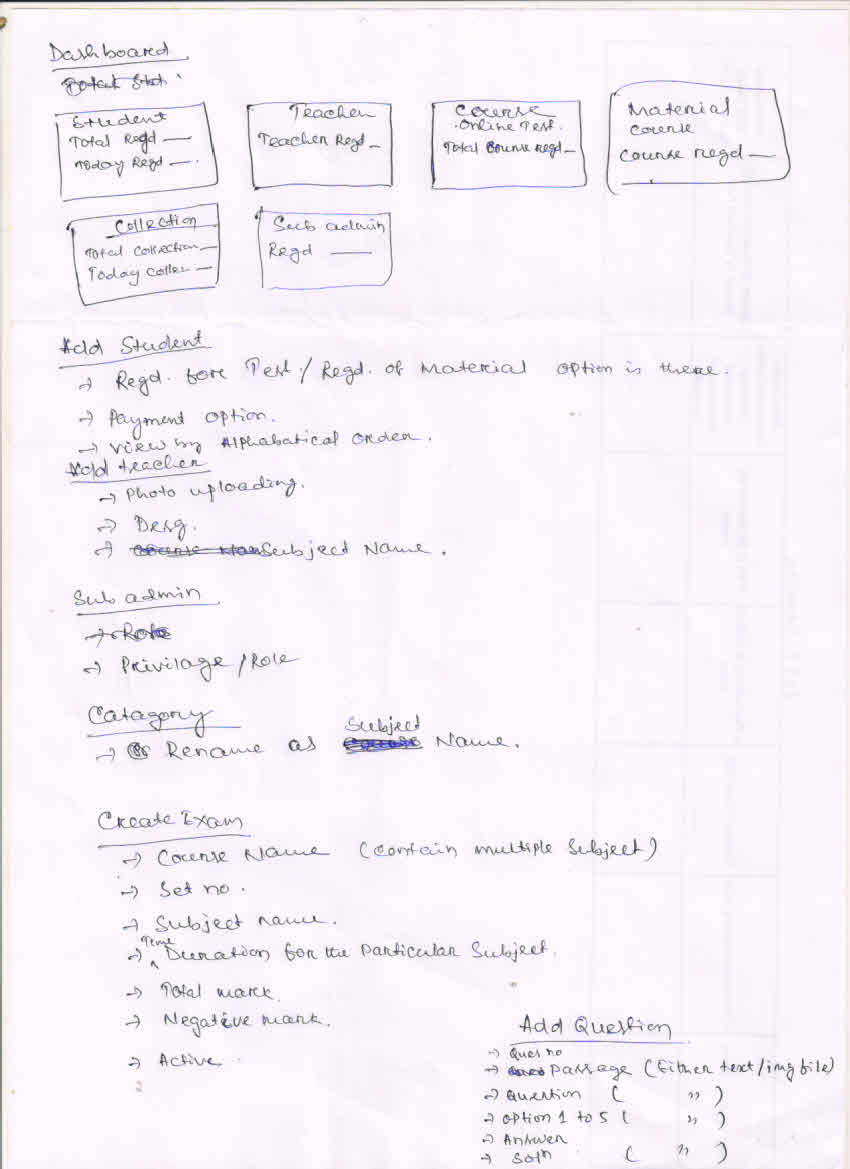 Dashboared
Total Stat
Student
Total Regd —
Today Regd —.
Teacher
Teacher Regd —
Course
.Online Test.
Total Course regd —
Material
course
course regd —
Collection
Total collection —
Today collec —
Sub admin
Regd —
Add Student
→ Regd. fore Test / Regd. of Material option is there.
→ Payment option.
→ View by Alphabatical order.
Add teacher
→ Photo uploading.
→ Desg.
→ Subject Name.
Sub admin
→ Role
→ Privilage / Role
Catagory
→ Rename as Subject Name.
Create Exam
→ Course Name (contain multiple Subject)
→ Set no.
→ Subject name.
→ Time Duration for the Particular Subject.
→ Total mark.
→ Negative mark.
→ Active.
Add Question
→ Ques no
→ Passage (Either text/img file)
→ Question ( " )
→ option 1 to 5 ( " )
→ Answer
→ Soln ( " )